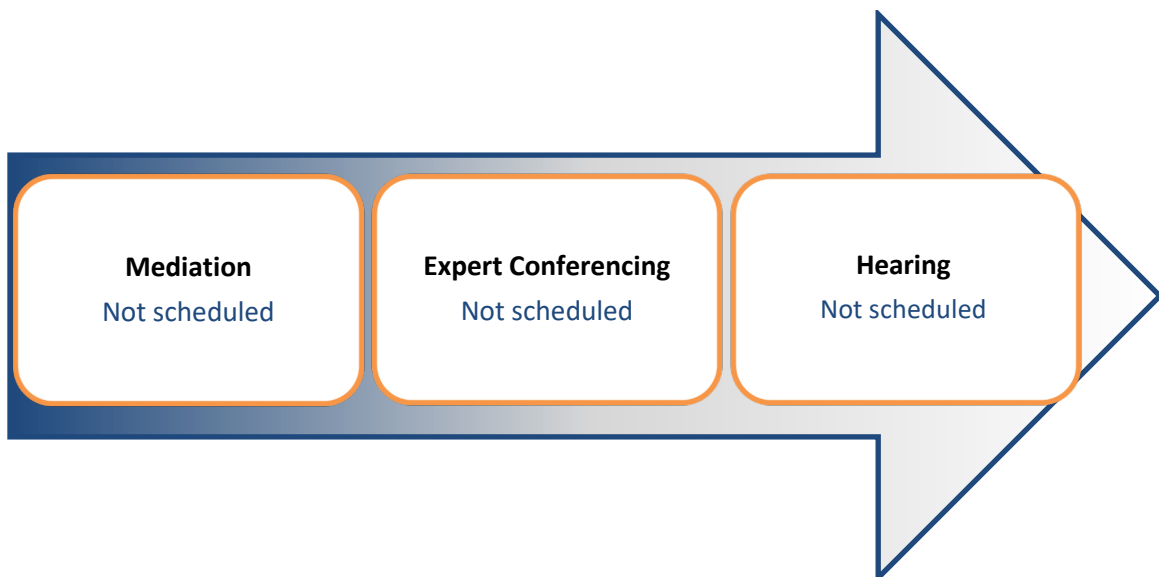 Mediation
Not scheduled
Expert Conferencing
Not scheduled
Hearing
Not scheduled